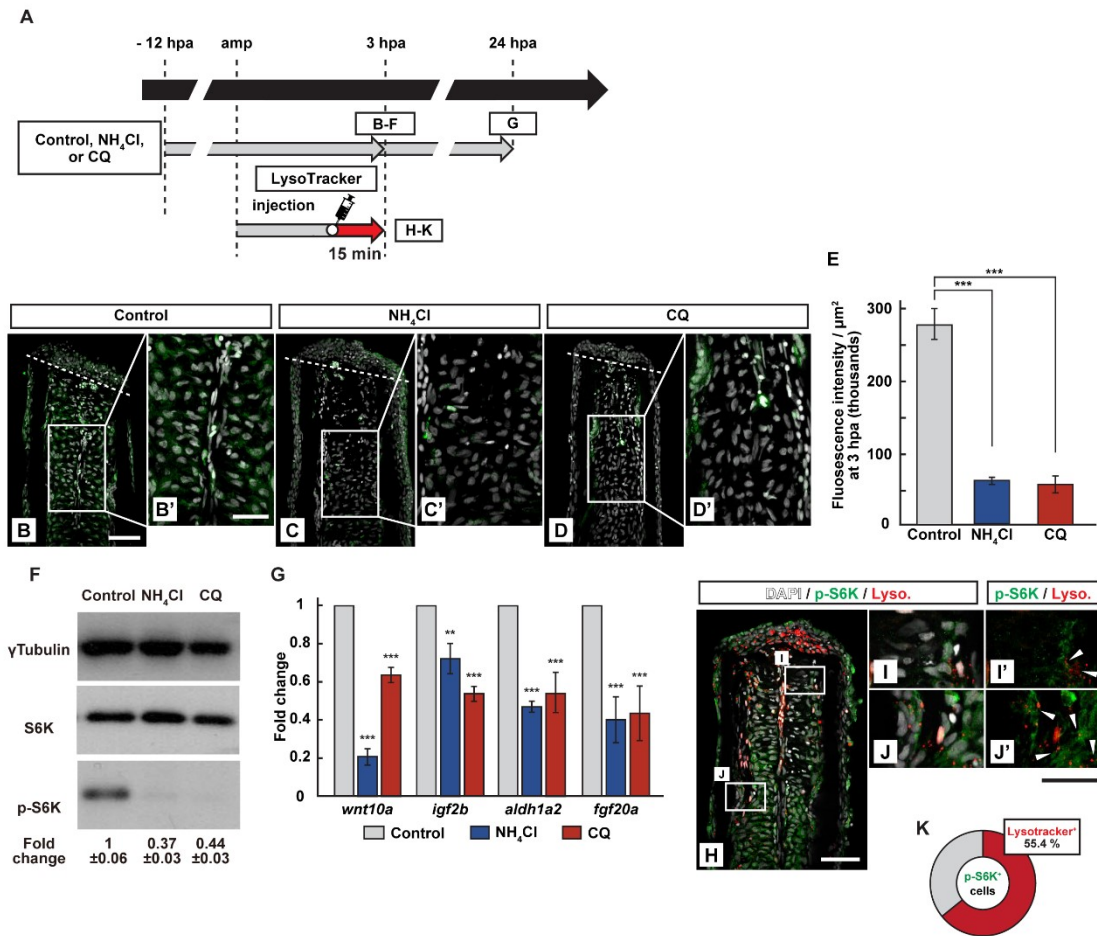 A
- 12 hpa
amp
3 hpa
24 hpa
B-F
G
Control, NH₄Cl,
or CQ
LysoTracker
injection
H-K
15 min
Control
NH₄Cl
CQ
B
B'
C
C'
D
D'
E
Fluosescence intensity / µm²
at 3 hpa (thousands)
300
200
100
50
0
Control
NH₄Cl
CQ
***
***
F
Control NH₄Cl CQ
γTubulin
S6K
p-S6K
Fold change
1 ±0.06
0.37 ±0.03
0.44 ±0.03
G
Fold change
1
0.8
0.6
0.4
0.2
0
***
***
**
***
***
***
***
***
wnt10a
igf2b
aldh1a2
fgf20a
Control
NH₄Cl
CQ
DAPI / p-S6K / Lyso.
p-S6K / Lyso.
H
I
J
I
I'
J
J'
K
Lysotracker⁺
55.4 %
p-S6K⁺
cells